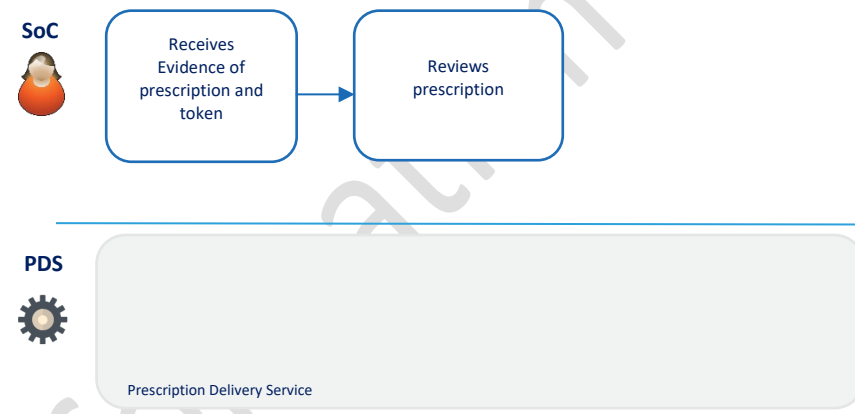 SoC
Receives
Evidence of
prescription and
token
Reviews
prescription
PDS
Prescription Delivery Service